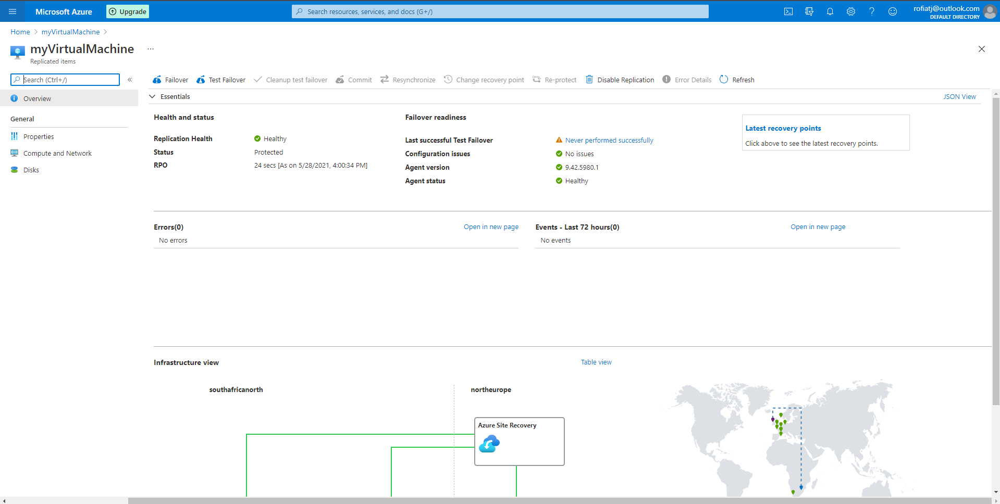 Microsoft Azure
Upgrade
Search resources, services, and docs (G+/)
rofiatj@outlook.com
DEFAULT DIRECTORY
Home > myVirtualMachine >
myVirtualMachine ...
Replicated items
Search (Ctrl+/) «
Failover Test Failover Cleanup test failover Commit Resynchronize Change recovery point Re-protect Disable Replication Error Details Refresh
Overview
General
Properties
Compute and Network
Disks
Essentials JSON View
Health and status
Replication Health Healthy
Status Protected
RPO 24 secs [As on 5/28/2021, 4:00:34 PM]
Failover readiness
Last successful Test Failover Never performed successfully
Configuration issues No issues
Agent version 9.42.5980.1
Agent status Healthy
Latest recovery points
Click above to see the latest recovery points.
Errors(0) Open in new page
No errors
Events - Last 72 hours(0) Open in new page
No events
Infrastructure view Table view
southafricanorth northeurope
Azure Site Recovery